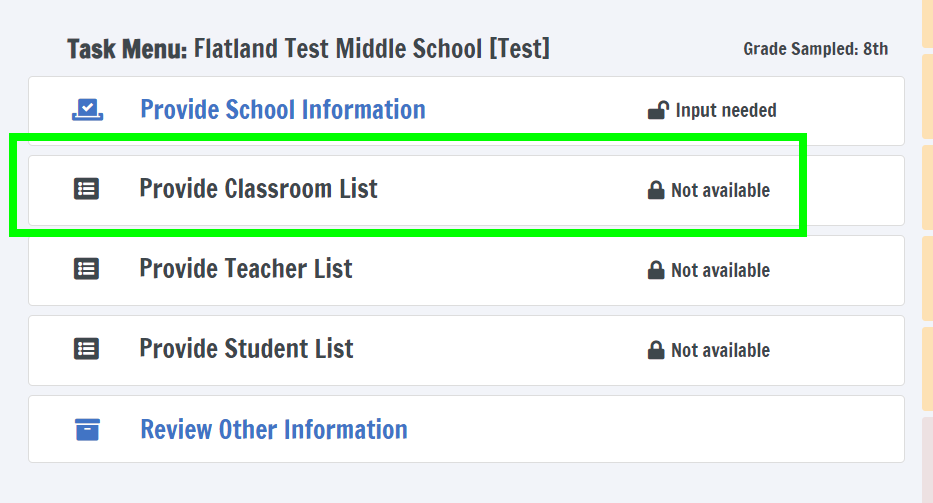 Task Menu: Flatland Test Middle School [Test]
Grade Sampled: 8th
Provide School Information
Input needed
Provide Classroom List
Not available
Provide Teacher List
Not available
Provide Student List
Not available
Review Other Information